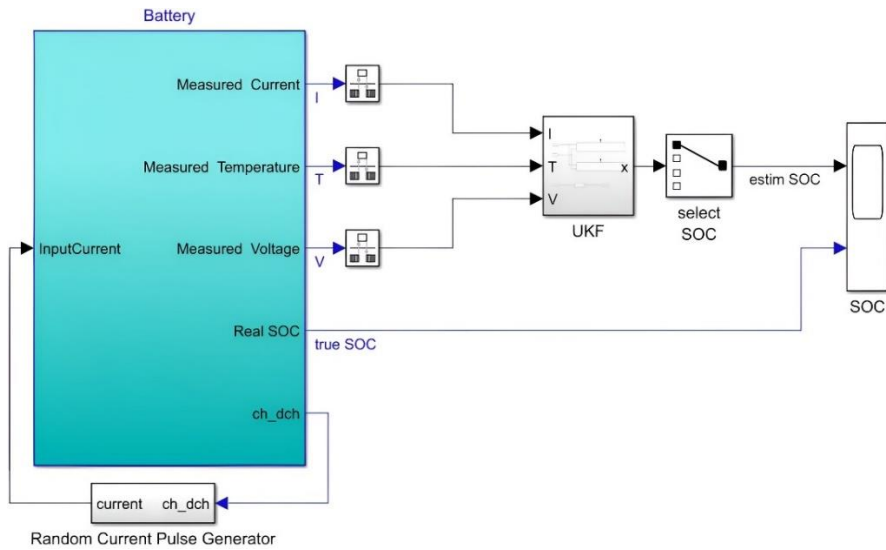 Battery
Measured Current
I
Measured Temperature
T
Measured Voltage
V
InputCurrent
Real SOC
true SOC
ch_dch
current ch_dch
Random Current Pulse Generator
I
T
V
x
UKF
select
SOC
estim SOC
SOC